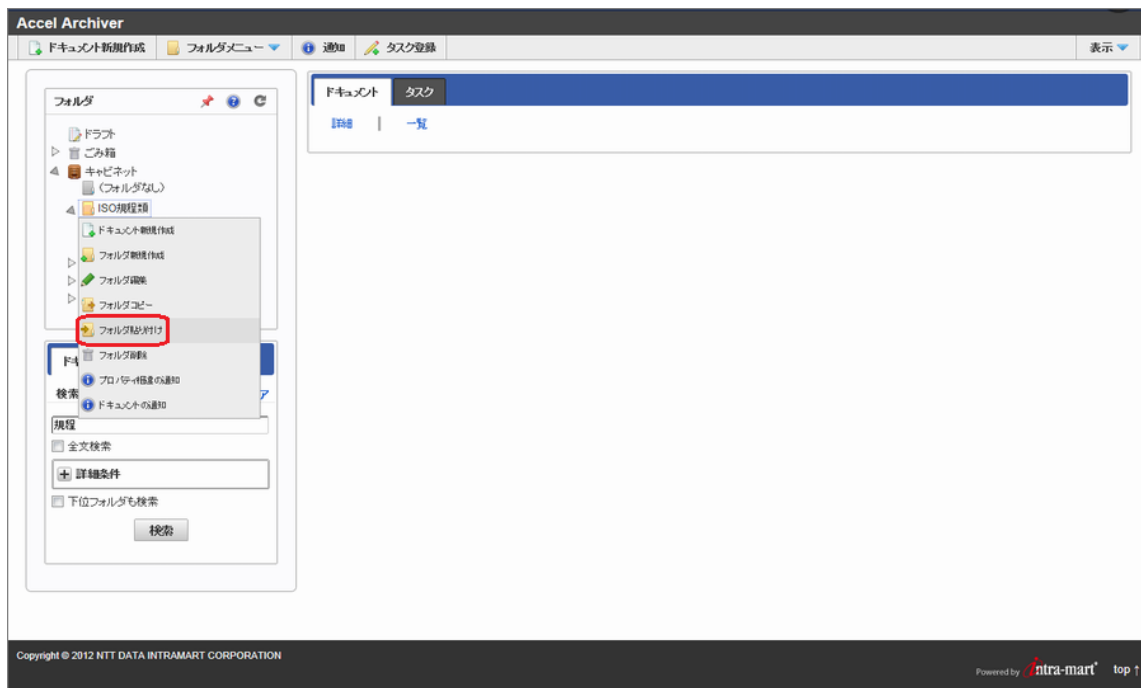 Accel Archiver
ドキュメント新規作成 フォルダメニュー 通知 タスク登録 表示
フォルダ
ドキュメント タスク
詳細 | 一覧
ドラフト
ごみ箱
キャビネット
(フォルダなし)
ISO規程類
ドキュメント新規作成
フォルダ新規作成
フォルダ編集
フォルダコピー
フォルダ貼り付け
フォルダ削除
プロパティ権限の通知
ドキュメントの通知
ドキ
検索
ア
規程
全文検索
詳細条件
下位フォルダも検索
検索
Copyright © 2012 NTT DATA INTRAMART CORPORATION
Powered by intra-mart top ↑